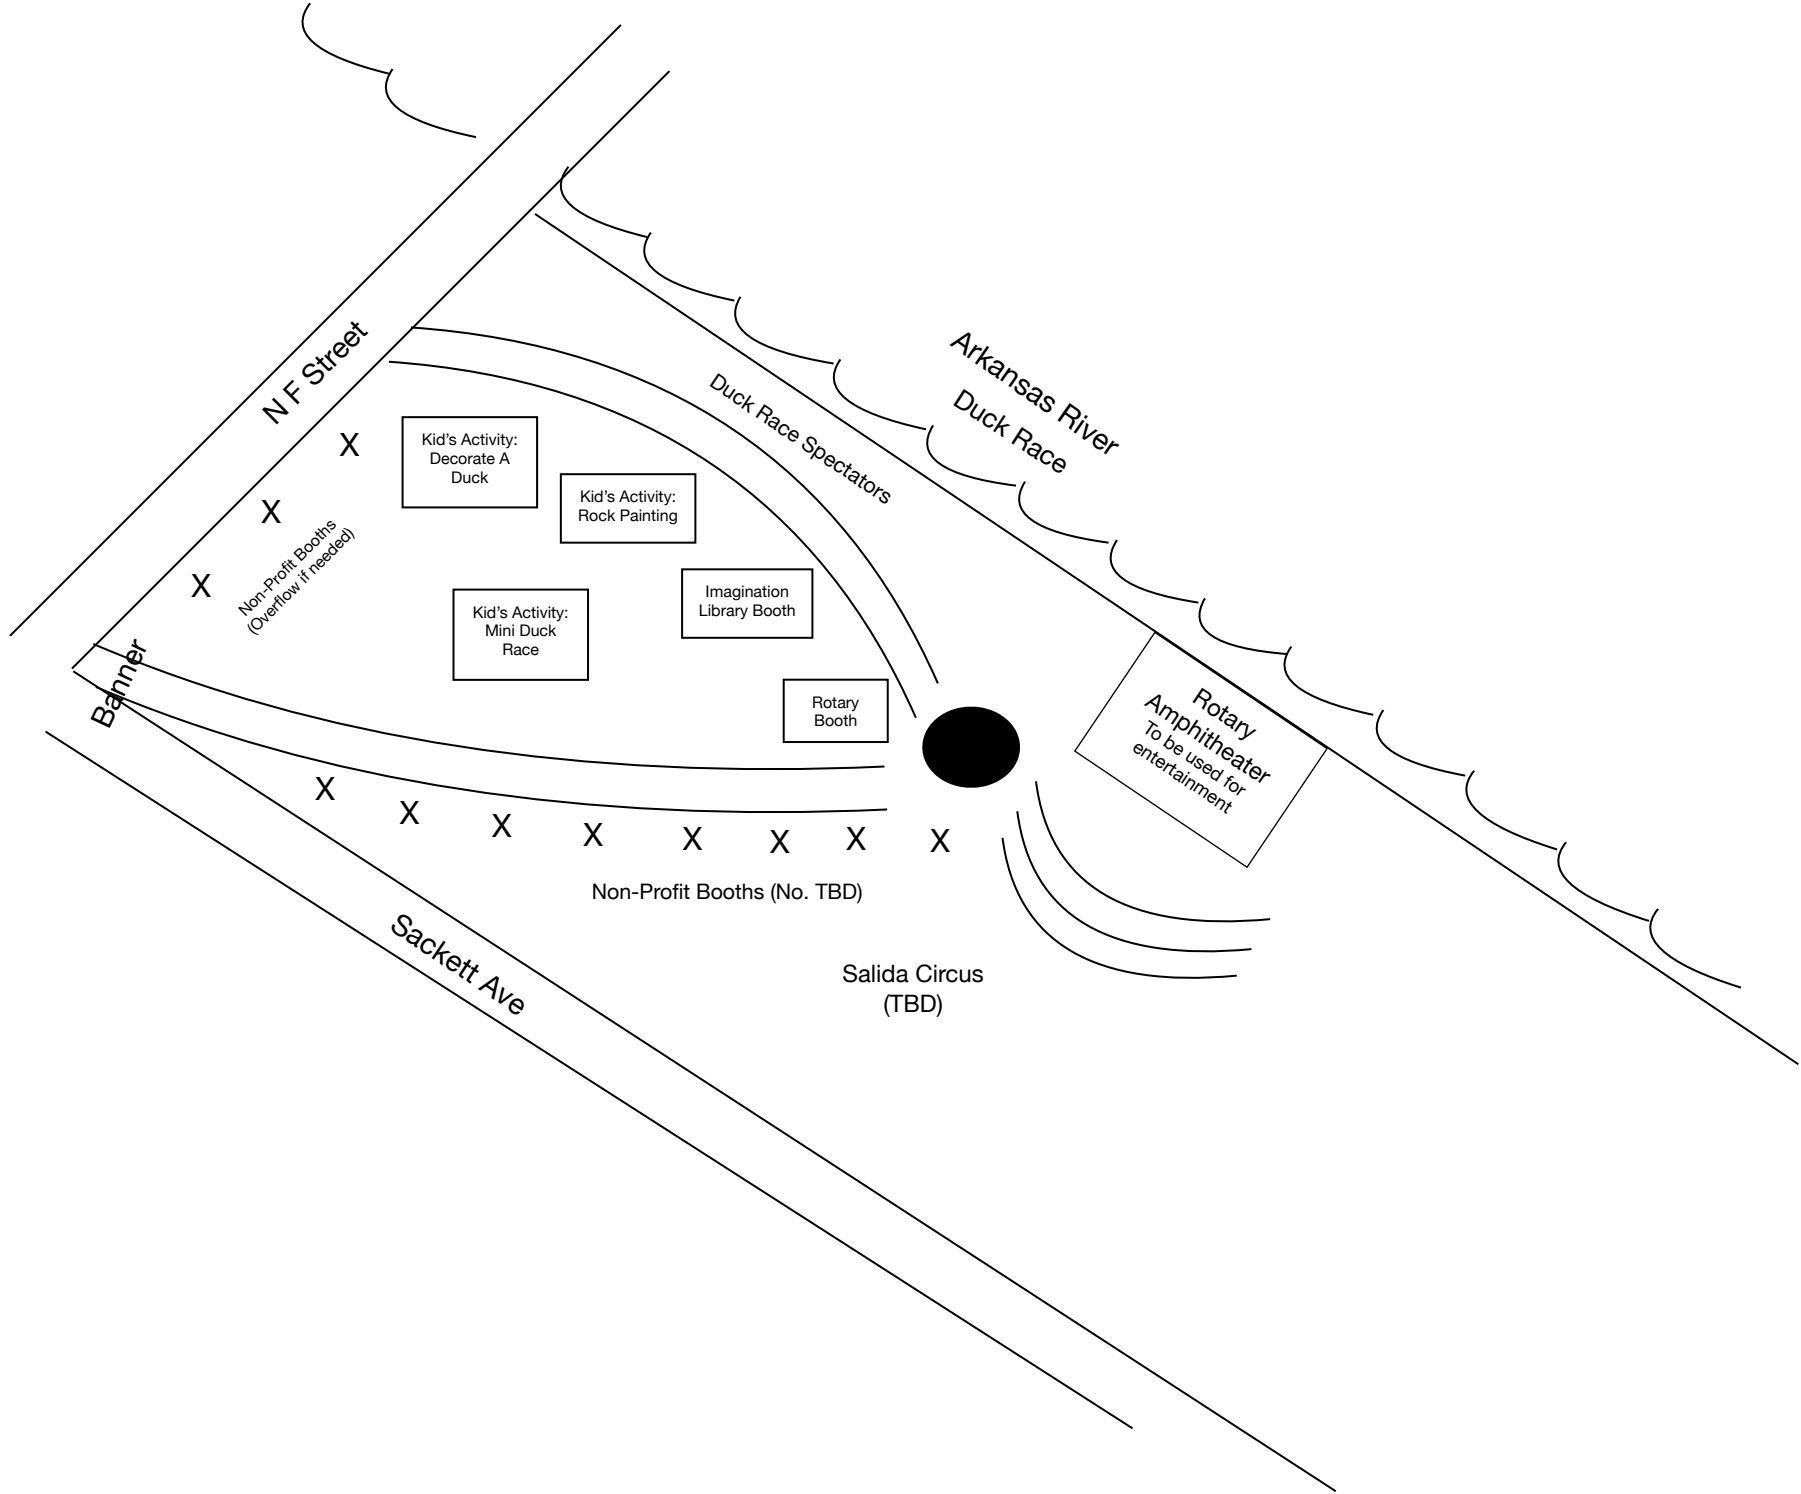 N F Street
Arkansas River
Duck Race
Duck Race Spectators
X
Kid’s Activity:
Decorate A
Duck
Kid’s Activity:
Rock Painting
X
Non-Profit Booths
(Overflow if needed)
X
Imagination
Library Booth
Kid’s Activity:
Mini Duck
Race
Banner
Rotary
Booth
Rotary
Amphitheater
To be used for
entertainment
X
X
X
X
X
X
X
X
Non-Profit Booths (No. TBD)
Sackett Ave
Salida Circus
(TBD)